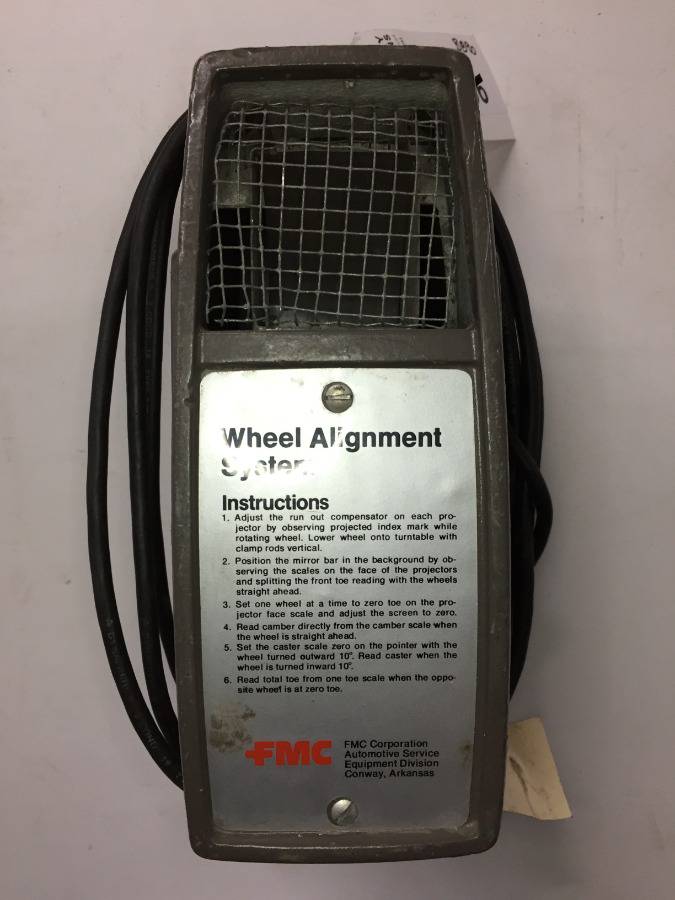 Wheel Alignment
System
Instructions
1. Adjust the run out compensator on each pro-
jector by observing projected index mark while
rotating wheel. Lower wheel onto turntable with
clamp rods vertical.
2. Position the mirror bar in the background by ob-
serving the scales on the face of the projectors
and splitting the front toe reading with the wheels
straight ahead.
3. Set one wheel at a time to zero toe on the pro-
jector face scale and adjust the screen to zero.
4. Read camber directly from the camber scale when
the wheel is straight ahead.
5. Set the caster scale zero on the pointer with the
wheel turned outward 10°. Read caster when the
wheel is turned inward 10°.
6. Read total toe from one toe scale when the oppo-
site wheel is at zero toe.
FMC
FMC Corporation
Automotive Service
Equipment Division
Conway, Arkansas